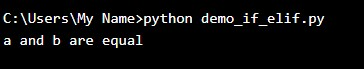 C:\Users\My Name>python demo_if_elif.py
a and b are equal